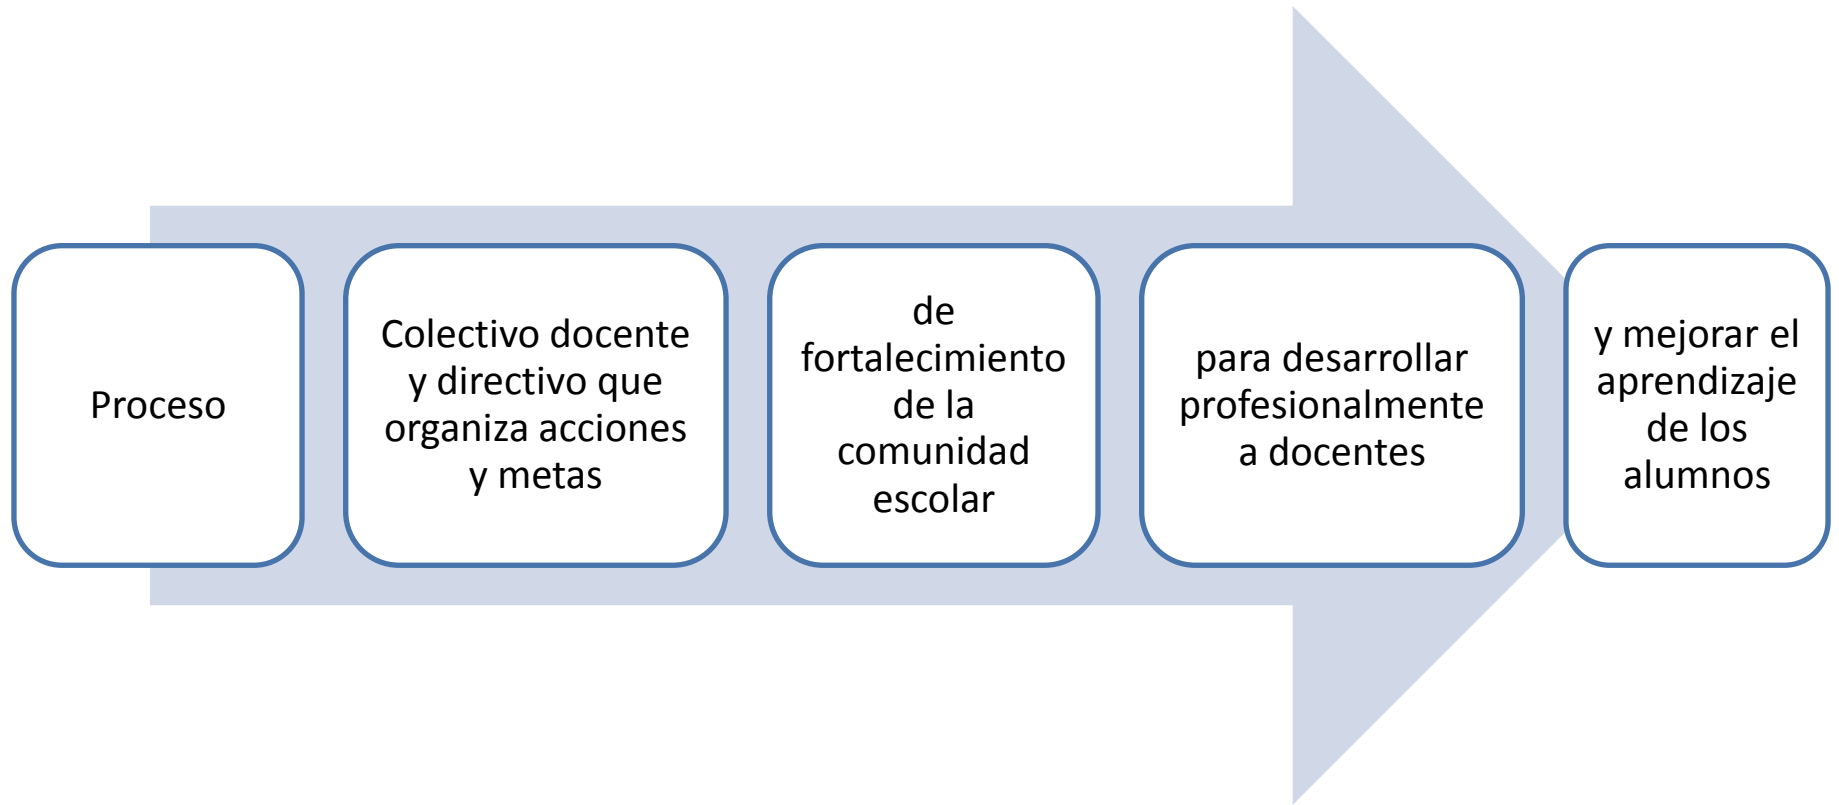 Proceso
Colectivo docente
y directivo que
organiza acciones
y metas
de
fortalecimiento
de la
comunidad
escolar
para desarrollar
profesionalmente
a docentes
y mejorar el
aprendizaje
de los
alumnos